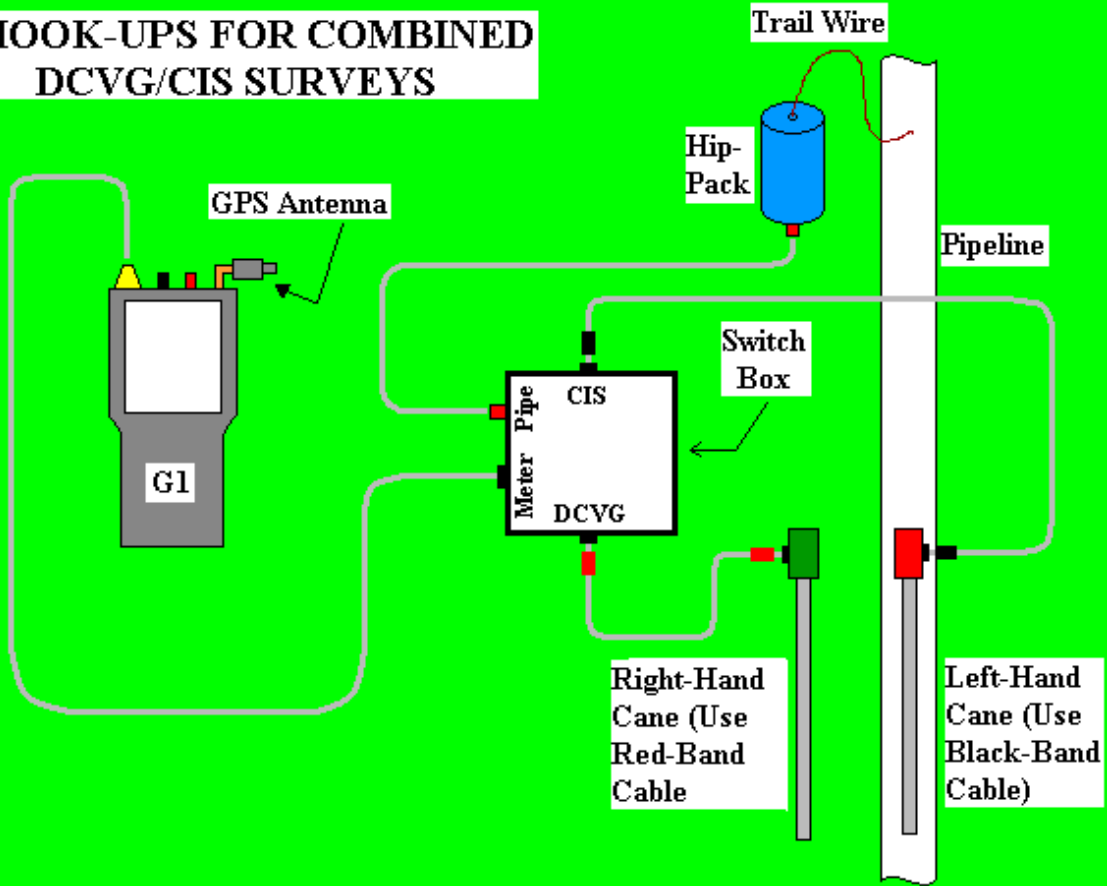 HOOK-UPS FOR COMBINED
DCVG/CIS SURVEYS
Trail Wire
Hip-
Pack
GPS Antenna
Pipeline
Switch
Box
CIS
Pipe
Meter
DCVG
G1
Right-Hand
Cane (Use
Red-Band
Cable
Left-Hand
Cane (Use
Black-Band
Cable)